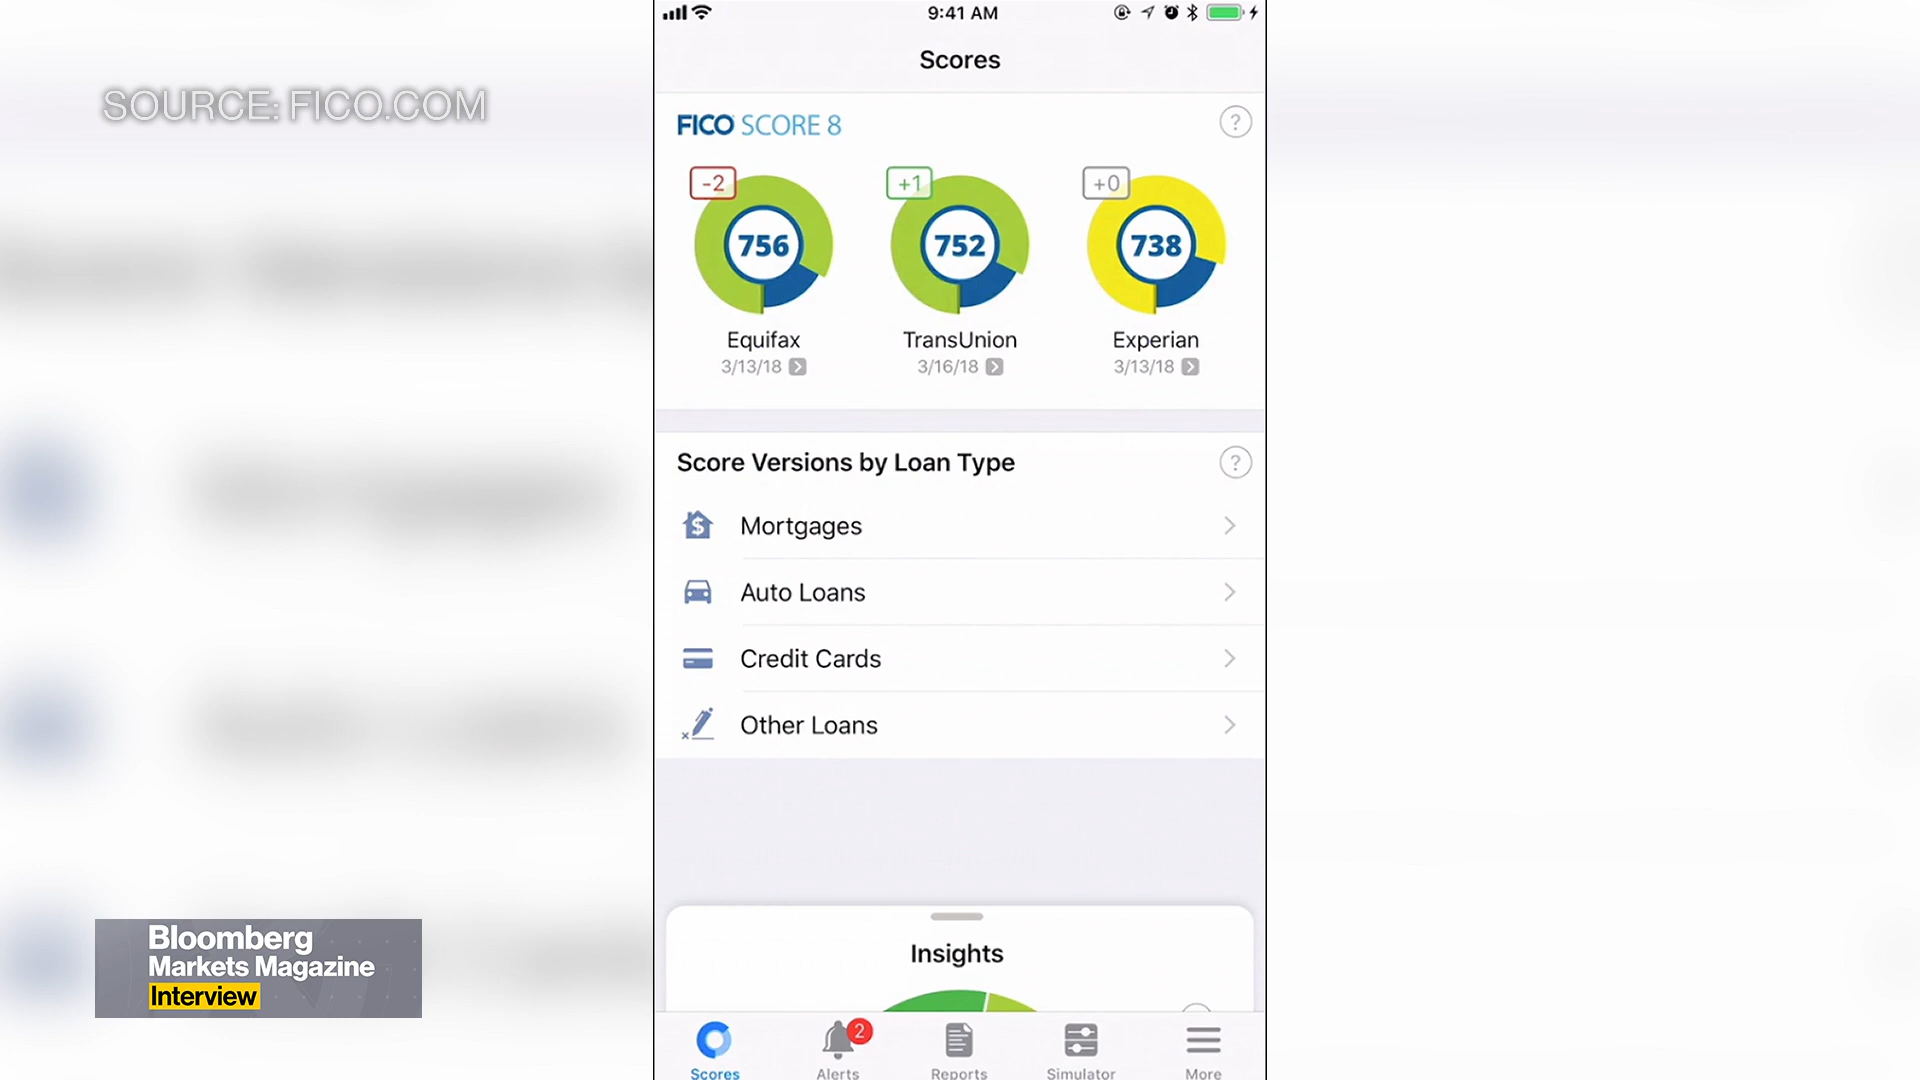 9:41 AM
Scores
SOURCE: FICO.COM
FICO SCORE 8
?
-2
+1
+0
756
752
738
Equifax
TransUnion
Experian
3/13/18
3/16/18
3/13/18
Score Versions by Loan Type
?
$
Mortgages
Auto Loans
Credit Cards
Other Loans
Bloomberg
Markets Magazine
Interview
Insights
2
Scores
Alerts
Reports
Simulator
More